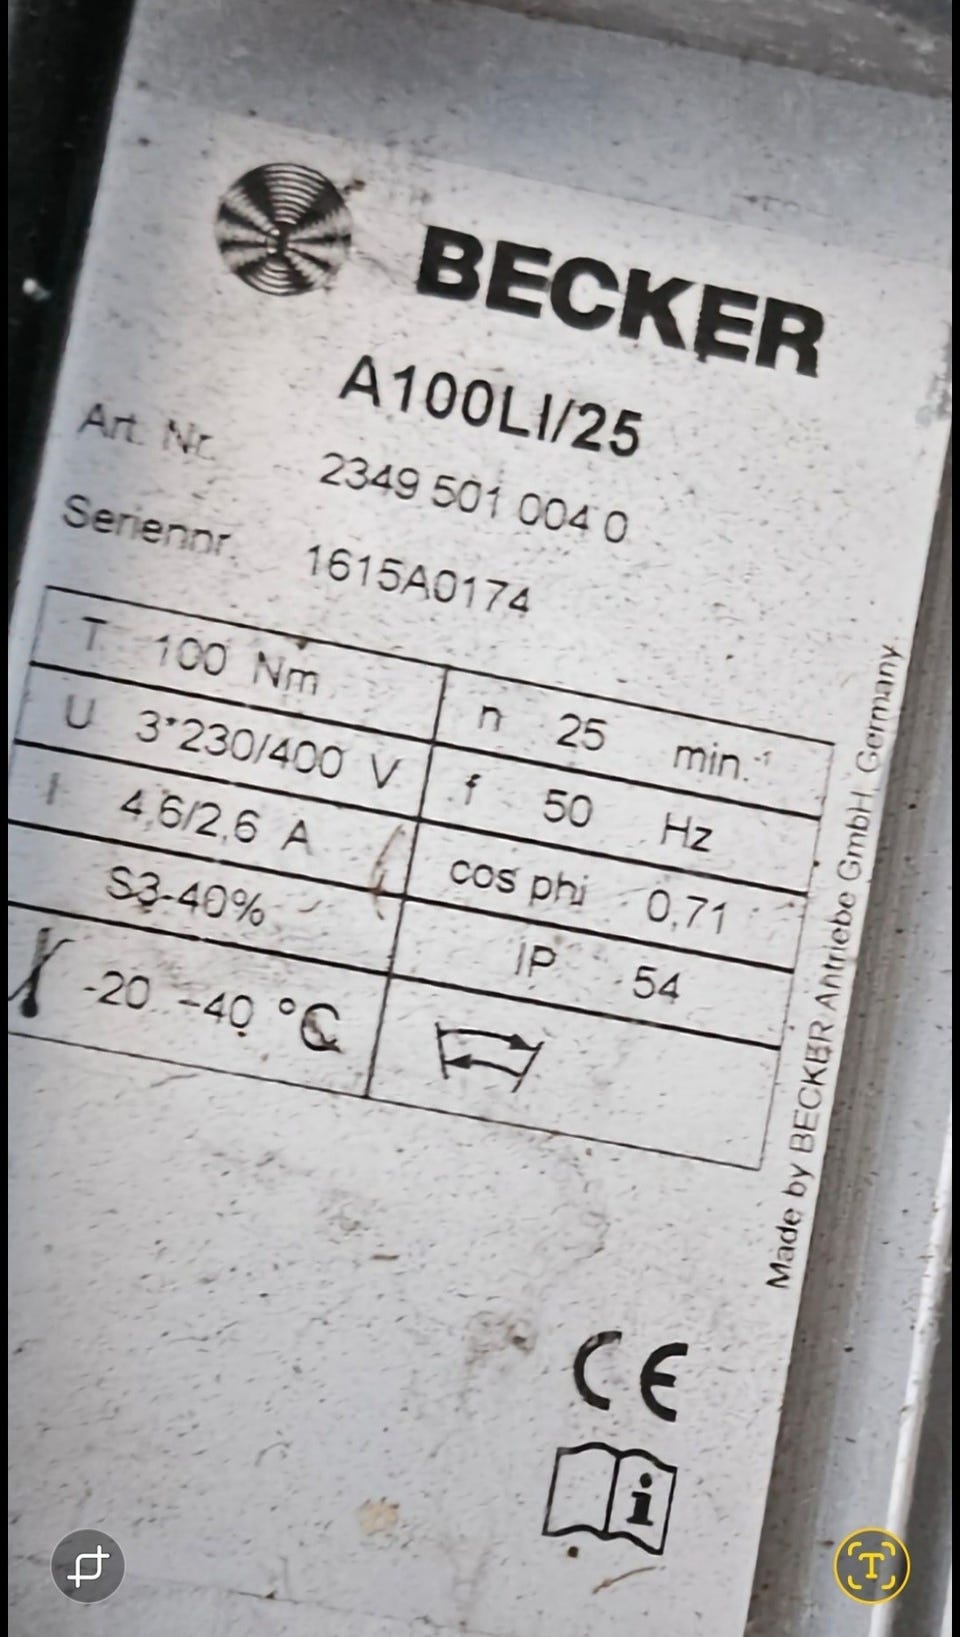 BECKER
A100LI/25
Art. Nr. 2349 501 004 0
Seriennr. 1615A0174
T 100 Nm
n 25 min.-1
U 3*230/400 V
f 50 Hz
I 4,6/2,6 A
cos phi 0,71
S3-40%
IP 54
-20 -40 °C
Made by BECKER Antriebe GmbH, Germany
CE
i
T